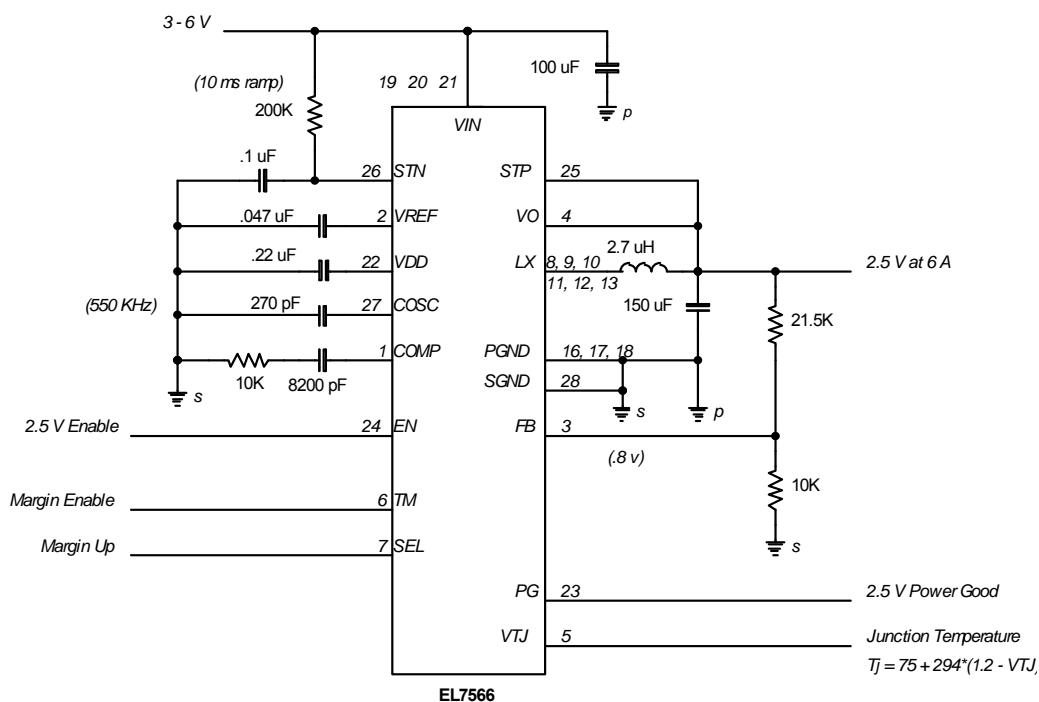 3 - 6 V
100 uF
p
(10 ms ramp)
19 20 21
200K
VIN
.1 uF
26 STN
STP 25
.047 uF
2 VREF
VO 4
.22 uF
22 VDD
LX 8, 9, 10
11, 12, 13
2.7 uH
2.5 V at 6 A
(550 KHz)
270 pF
27 COSC
150 uF
21.5K
1 COMP
PGND 16, 17, 18
10K
8200 pF
SGND 28
s
s
p
2.5 V Enable
24 EN
FB 3
(.8 v)
Margin Enable
6 TM
10K
Margin Up
7 SEL
s
PG 23
2.5 V Power Good
VTJ 5
Junction Temperature
Tj = 75 + 294*(1.2 - VTJ)
EL7566